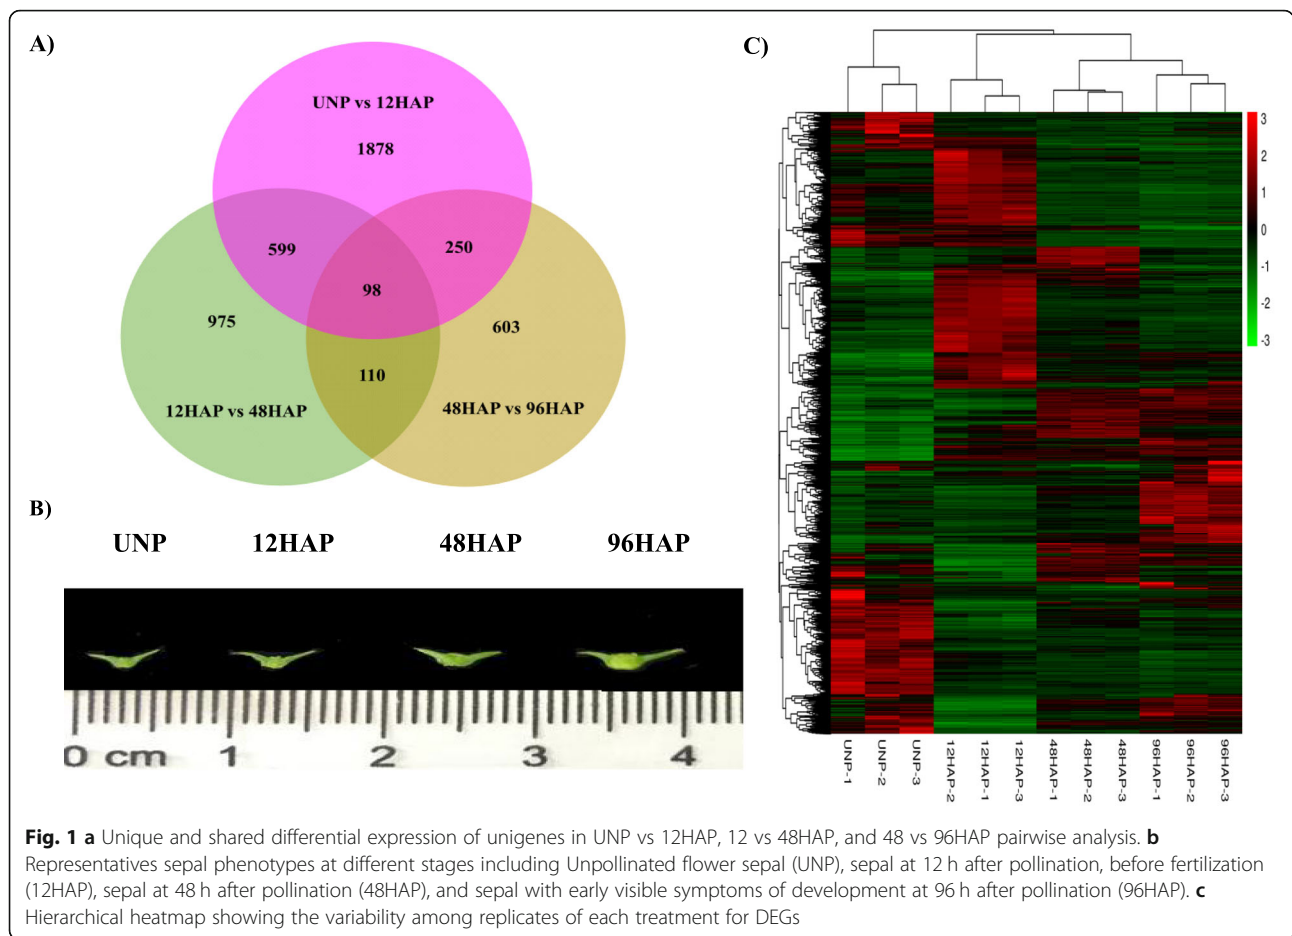 A)
UNP vs 12HAP
1878
599
250
98
975
603
110
12HAP vs 48HAP
48HAP vs 96HAP
B)
UNP 12HAP 48HAP 96HAP
0 cm 1 2 3 4
C)
3
2
1
0
-1
-2
-3
UNP-1
UNP-2
UNP-3
12HAP-2
12HAP-1
12HAP-3
48HAP-1
48HAP-2
48HAP-3
96HAP-1
96HAP-2
96HAP-3
Fig. 1 a Unique and shared differential expression of unigenes in UNP vs 12HAP, 12 vs 48HAP, and 48 vs 96HAP pairwise analysis. b
Representatives sepal phenotypes at different stages including Unpollinated flower sepal (UNP), sepal at 12 h after pollination, before fertilization
(12HAP), sepal at 48 h after pollination (48HAP), and sepal with early visible symptoms of development at 96 h after pollination (96HAP). c
Hierarchical heatmap showing the variability among replicates of each treatment for DEGs